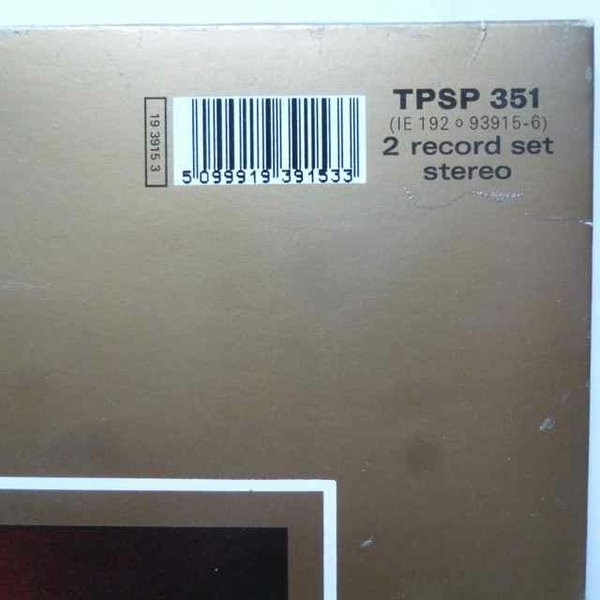 19 3915 3
5 099919 391533
TPSP 351
(IE 192 o 93915-6)
2 record set
stereo